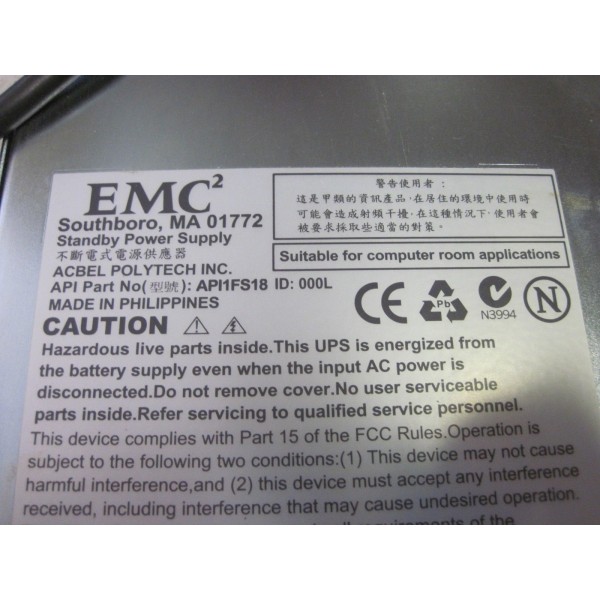 EMC²
Southboro, MA 01772
Standby Power Supply
不斷電式電源供應器
ACBEL POLYTECH INC.
API Part No(型號): API1FS18 ID: 000L
MADE IN PHILIPPINES
警告使用者:
這是甲類的資訊產品,在居住的環境中使用時
可能會造成射頻干擾,在這種情況下,使用者會
被要求採取些適當的對策。
Suitable for computer room applications
CE
Pb
N3994
N
CAUTION
Hazardous live parts inside.This UPS is energized from
the battery supply even when the input AC power is
disconnected.Do not remove cover.No user serviceable
parts inside.Refer servicing to qualified service personnel.
This device complies with Part 15 of the FCC Rules.Operation is
subject to the following two conditions:(1) This device may not cause
harmful interference,and (2) this device must accept any interference
received, including interference that may cause undesired operation.
all requirements of the